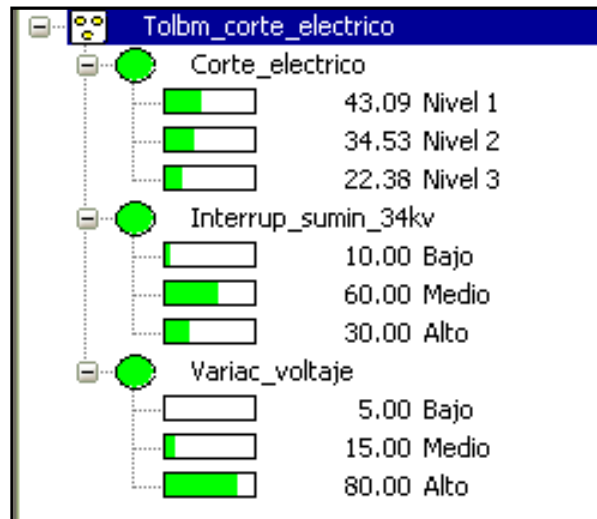 Tolbm_corte_electrico
Corte_electrico
43.09 Nivel 1
34.53 Nivel 2
22.38 Nivel 3
Interrup_sumin_34kv
10.00 Bajo
60.00 Medio
30.00 Alto
Variac_voltaje
5.00 Bajo
15.00 Medio
80.00 Alto